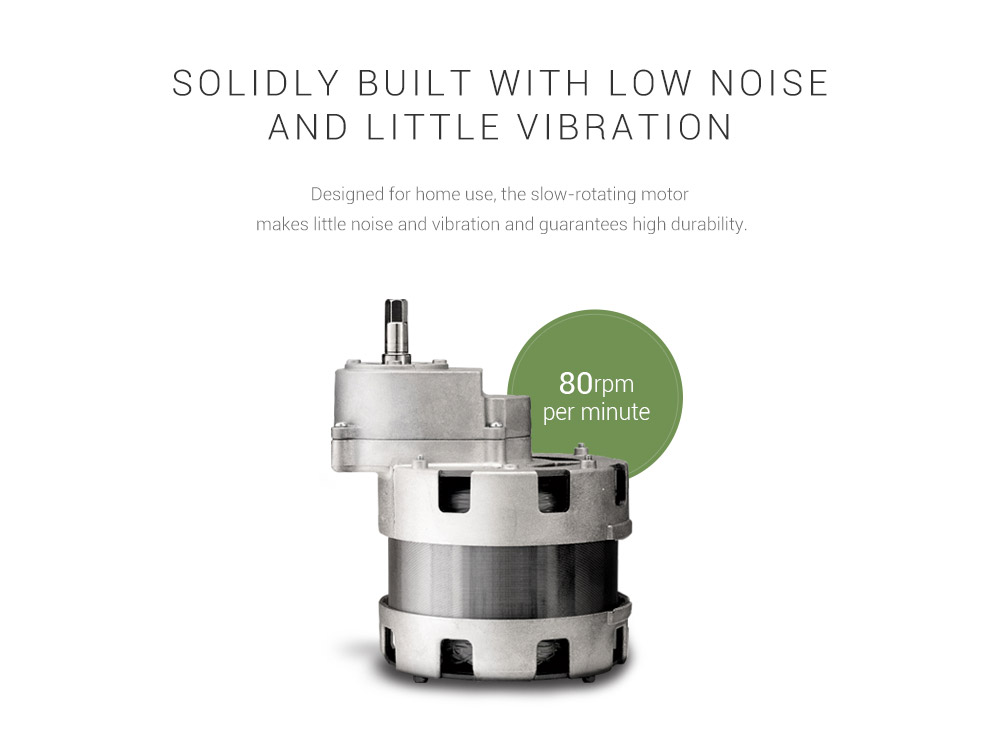 SOLIDLY BUILT WITH LOW NOISE
AND LITTLE VIBRATION
Designed for home use, the slow-rotating motor
makes little noise and vibration and guarantees high durability.
80rpm
per minute